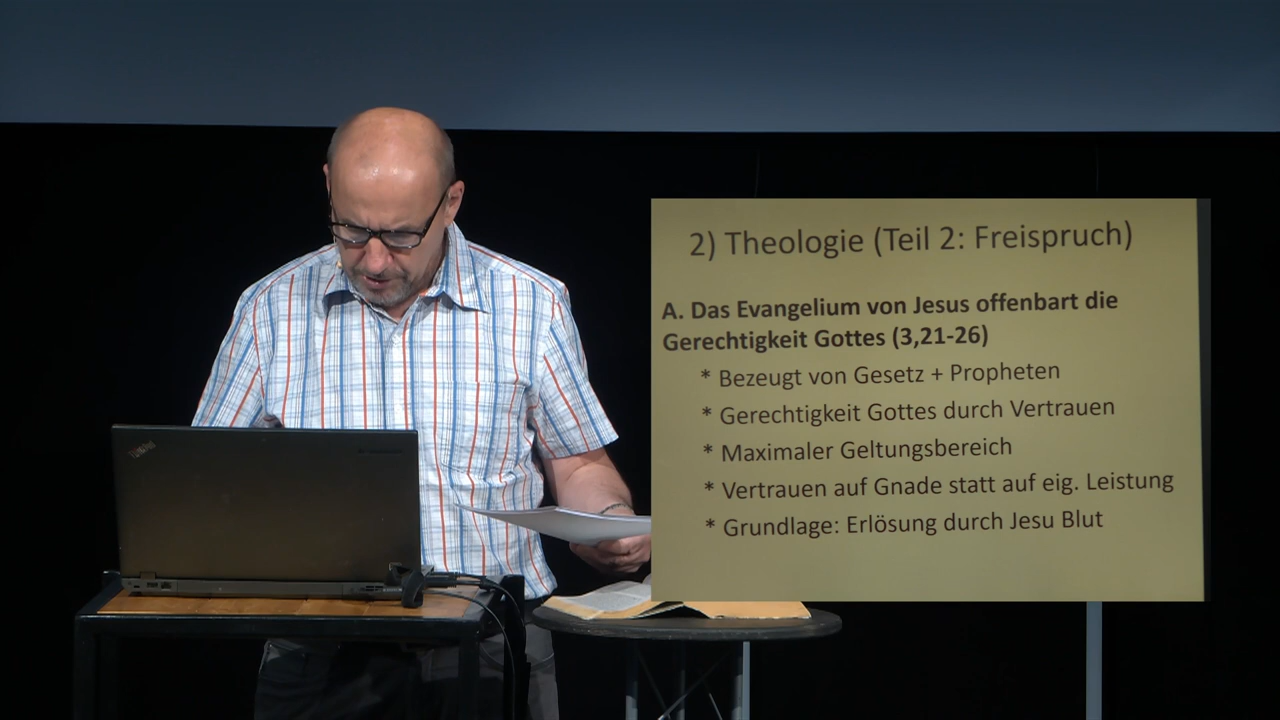 2) Theologie (Teil 2: Freispruch)
A. Das Evangelium von Jesus offenbart die
Gerechtigkeit Gottes (3,21-26)
* Bezeugt von Gesetz + Propheten
* Gerechtigkeit Gottes durch Vertrauen
* Maximaler Geltungsbereich
* Vertrauen auf Gnade statt auf eig. Leistung
* Grundlage: Erlösung durch Jesu Blut
ThinkPad